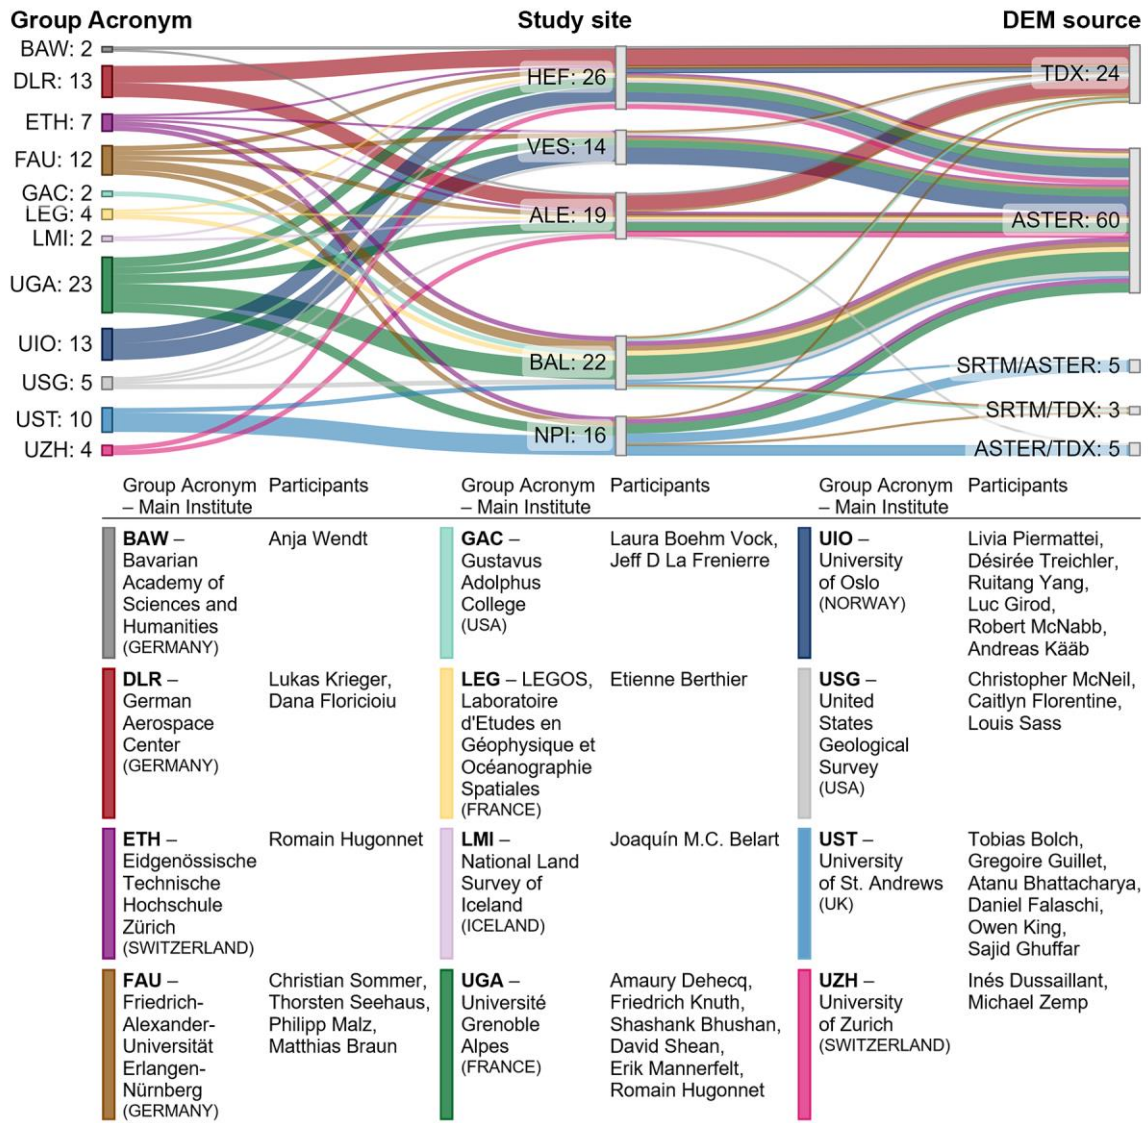 Group Acronym
Study site
DEM source
BAW: 2
DLR: 13
ETH: 7
FAU: 12
GAC: 2
LEG: 4
LMI: 2
UGA: 23
UIO: 13
USG: 5
UST: 10
UZH: 4
HEF: 26
VES: 14
ALE: 19
BAL: 22
NPI: 16
TDX: 24
ASTER: 60
SRTM/ASTER: 5
SRTM/TDX: 3
ASTER/TDX: 5
Group Acronym
– Main Institute
Participants
Group Acronym
– Main Institute
Participants
Group Acronym
– Main Institute
Participants
BAW –
Bavarian
Academy of
Sciences and
Humanities
(GERMANY)
Anja Wendt
GAC –
Gustavus
Adolphus
College
(USA)
Laura Boehm Vock,
Jeff D La Frenierre
UIO –
University
of Oslo
(NORWAY)
Livia Piermattei,
Désirée Treichler,
Ruitang Yang,
Luc Girod,
Robert McNabb,
Andreas Kääb
DLR –
German
Aerospace
Center
(GERMANY)
Lukas Krieger,
Dana Floricioiu
LEG – LEGOS,
Laboratoire
d'Etudes en
Géophysique et
Océanographie
Spatiales
(FRANCE)
Etienne Berthier
USG –
United
States
Geological
Survey
(USA)
Christopher McNeil,
Caitlyn Florentine,
Louis Sass
ETH –
Eidgenössische
Technische
Hochschule
Zürich
(SWITZERLAND)
Romain Hugonnet
LMI –
National Land
Survey of
Iceland
(ICELAND)
Joaquín M.C. Belart
UST –
University
of St. Andrews
(UK)
Tobias Bolch,
Gregoire Guillet,
Atanu Bhattacharya,
Daniel Falaschi,
Owen King,
Sajid Ghuffar
FAU –
Friedrich-
Alexander-
Universität
Erlangen-
Nürnberg
(GERMANY)
Christian Sommer,
Thorsten Seehaus,
Philipp Malz,
Matthias Braun
UGA –
Université
Grenoble
Alpes
(FRANCE)
Amaury Dehecq,
Friedrich Knuth,
Shashank Bhushan,
David Shean,
Erik Mannerfelt,
Romain Hugonnet
UZH –
University
of Zurich
(SWITZERLAND)
Inés Dussaillant,
Michael Zemp